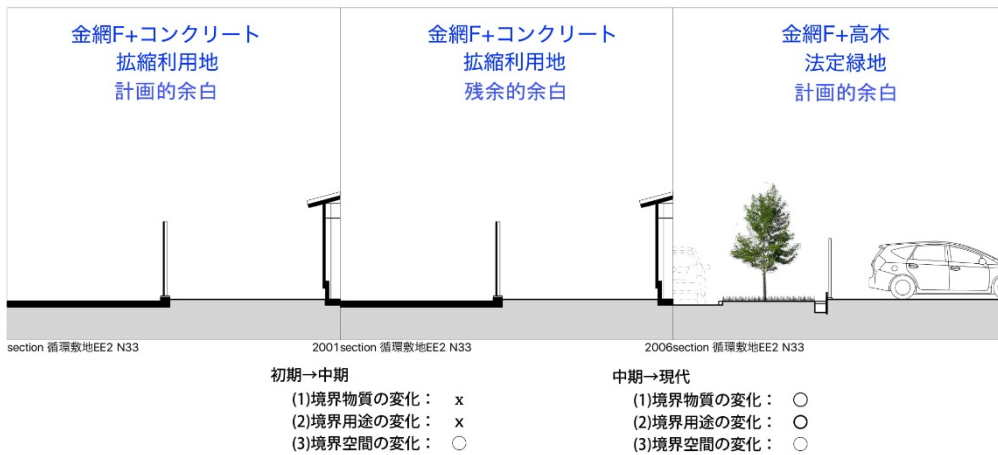 金網F+コンクリート
拡縮利用地
計画的余白
金網F+コンクリート
拡縮利用地
残余的余白
金網F+高木
法定緑地
計画的余白
section 循環敷地EE2 N33
2001section 循環敷地EE2 N33
2006section 循環敷地EE2 N33
初期→中期
(1)境界物質の変化： x
(2)境界用途の変化： x
(3)境界空間の変化： ○
中期→現代
(1)境界物質の変化： ○
(2)境界用途の変化： ○
(3)境界空間の変化： ○